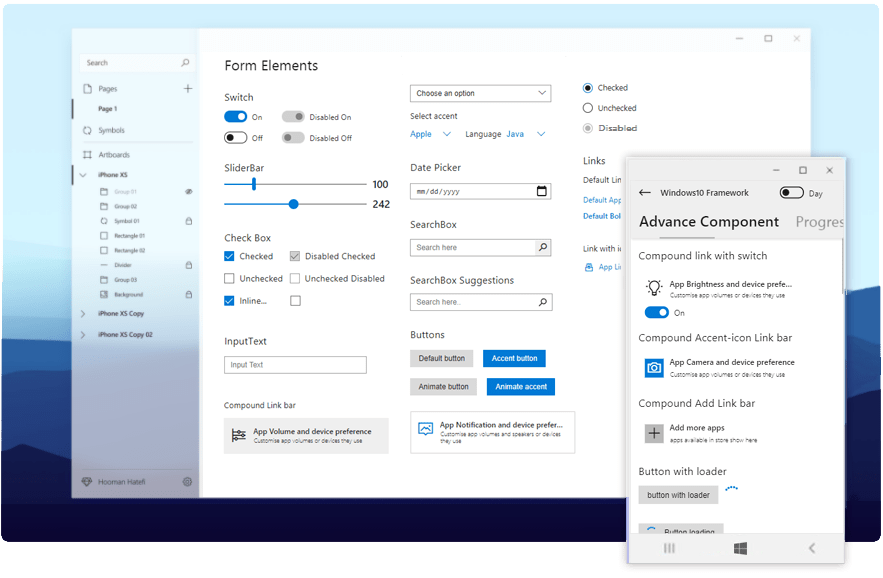 Search
Pages
Page 1
Symbols
Artboards
iPhone XS
Group 01
Group 02
Symbol 01
Rectangle 01
Rectangle 02
Divider
Group 03
Background
iPhone XS Copy
iPhone XS Copy 02
Hooman Hatefi
Form Elements
Switch
On
Disabled On
Off
Disabled Off
SliderBar
100
242
Check Box
Checked
Disabled Checked
Unchecked
Unchecked Disabled
Inline...
InputText
Input Text
Compound Link bar
App Volume and device preference
Customise app volumes or devices they use
Choose an option
Select accent
Apple
Language Java
Date Picker
mm/dd/yyyy
SearchBox
Search here
SearchBox Suggestions
Search here..
Buttons
Default button
Accent button
Animate button
Animate accent
App Notification and device prefer...
Customise app volumes and speakers or devices
they use
Checked
Unchecked
Disabled
Links
Default Lin
Default App
Default Bol
Link with ic
App Li
Windows10 Framework
Day
Advance Component
Progres
Compound link with switch
App Brightness and device prefe...
Customise app volumes or devices they use
On
Compound Accent-icon Link bar
App Camera and device preference
Customise app volumes or devices they use
Compound Add Link bar
Add more apps
apps available in store show here
Button with loader
button with loader
Button loading